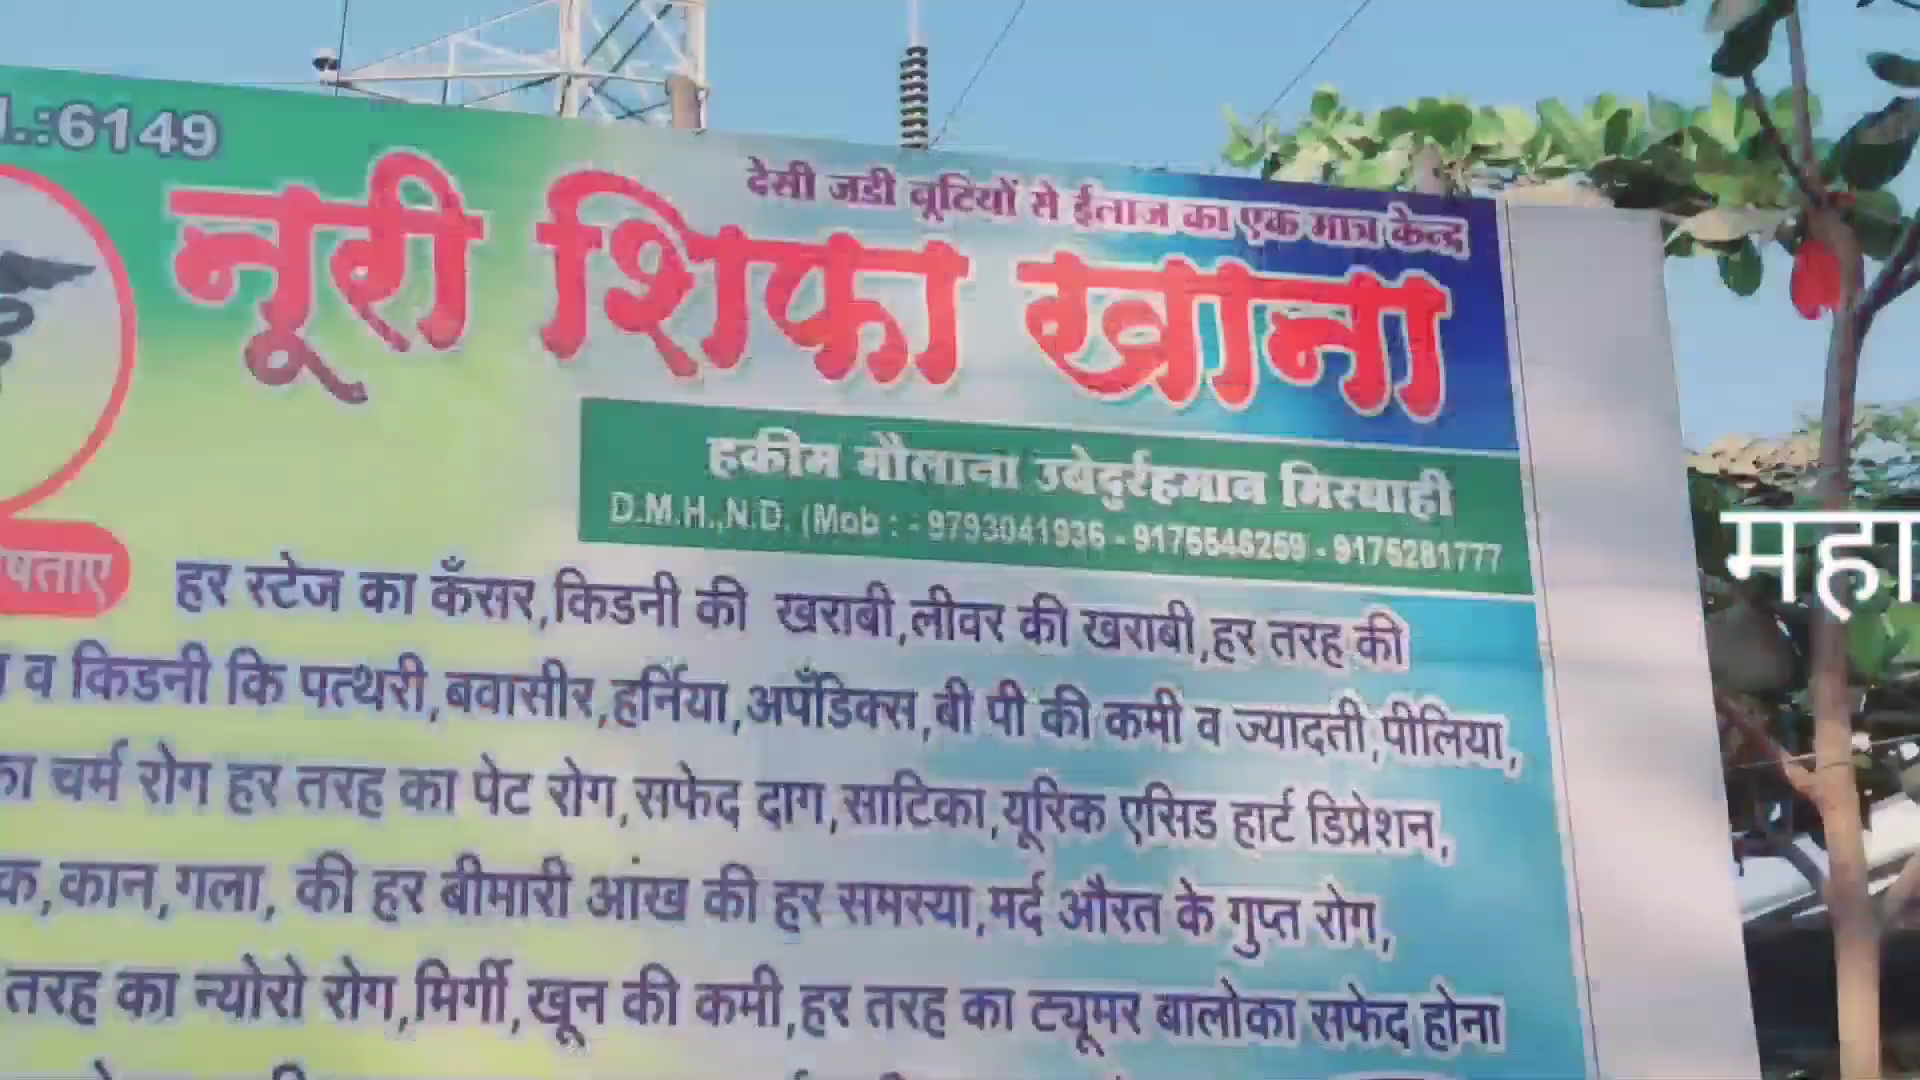 .:6149
देसी जडी बूटियों से ईलाज का एक मात्र केन्द्र
नूरी शिफा खाना
हकीम मौलाना उबेदुर्रहमान मिस्बाही
D.M.H.,N.D. (Mob : - 9793041936 - 9175546259 - 9175281777
षताए
हर स्टेज का कँसर,किडनी की खराबी,लीवर की खराबी,हर तरह की
व किडनी कि पत्थरी,बवासीर,हर्निया,अपँडिक्स,बी पी की कमी व ज्यादती,पीलिया,
का चर्म रोग हर तरह का पेट रोग,सफेद दाग,साटिका,यूरिक एसिड हार्ट डिप्रेशन,
क,कान,गला, की हर बीमारी आंख की हर समस्या,मर्द औरत के गुप्त रोग,
तरह का न्योरो रोग,मिर्गी,खून की कमी,हर तरह का ट्यूमर बालोका सफेद होना
महा